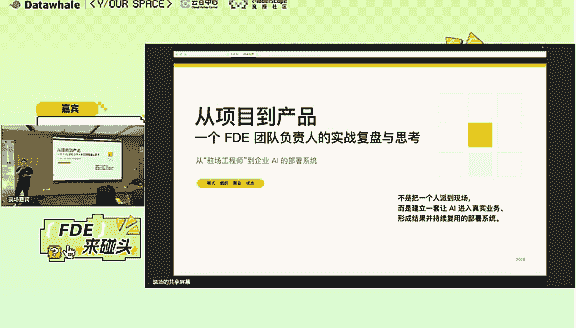 Datawhale
<Y/OUR SPACE>
嘉宾
FDE
来碰头
从项目到产品
一个 FDE 团队负责人的实战复盘与思考
从“驻场工程师”到企业 AI 的部署系统
不是把一个人派到现场，
而是建立一套让 AI 进入真实业务、
形成结果并持续复用的部署系统。